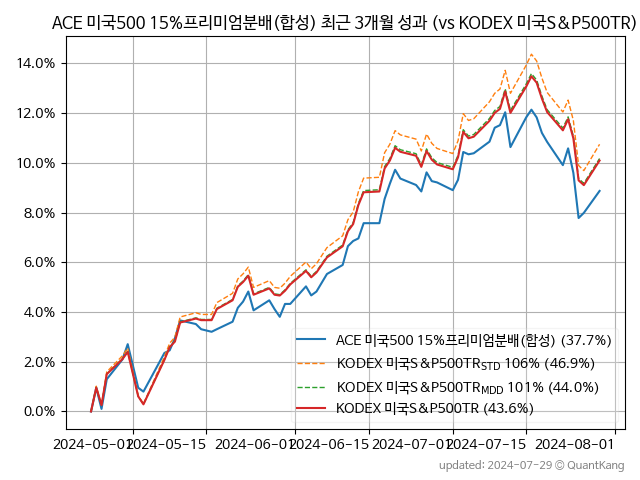 ACE 미국500 15%프리미엄분배(합성) 최근 3개월 성과 (vs KODEX 미국S&P500TR)
14.0%
12.0%
10.0%
8.0%
6.0%
4.0%
2.0%
0.0%
ACE 미국500 15%프리미엄분배(합성) (37.7%)
KODEX 미국S&P500TRSTD 106% (46.9%)
KODEX 미국S&P500TRMDD 101% (44.0%)
KODEX 미국S&P500TR (43.6%)
2024-05-01 2024-05-15 2024-06-01 2024-06-15 2024-07-01 2024-07-15 2024-08-01
updated: 2024-07-29 © QuantKang